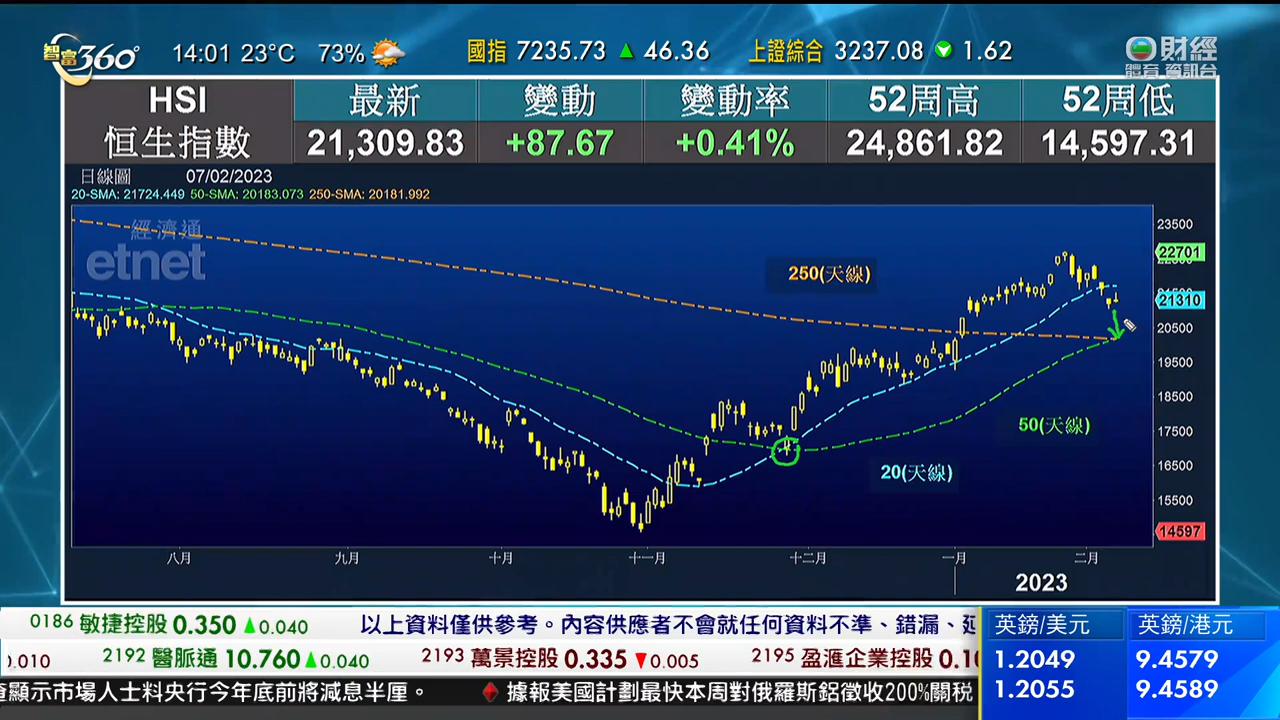 智富360°
14:01 23°C 73%
國指 7235.73 ▲ 46.36 上證綜合 3237.08 ▼ 1.62
財經
體育 資訊台
HSI 最新 變動 變動率 52周高 52周低
恒生指數 21,309.83 +87.67 +0.41% 24,861.82 14,597.31
日線圖 07/02/2023
20-SMA: 21724.449 50-SMA: 20183.073 250-SMA: 20181.992
經濟通
etnet
250(天線)
50(天線)
20(天線)
23500
22701
21310
20500
19500
18500
17500
16500
15500
14597
八月 九月 十月 十一月 十二月 一月 二月
2023
0186 敏捷控股 0.350 ▲0.040 以上資料僅供參考。內容供應者不會就任何資料不準、錯漏、延
0.010 2192 醫脈通 10.760 ▲0.040 2193 萬景控股 0.335 ▼0.005 2195 盈滙企業控股
顯示市場人士料央行今年底前將減息半厘。 據報美國計劃最快本周對俄羅斯鋁徵收200%關稅
英鎊/美元 英鎊/港元
1.2049 9.4579
1.2055 9.4589